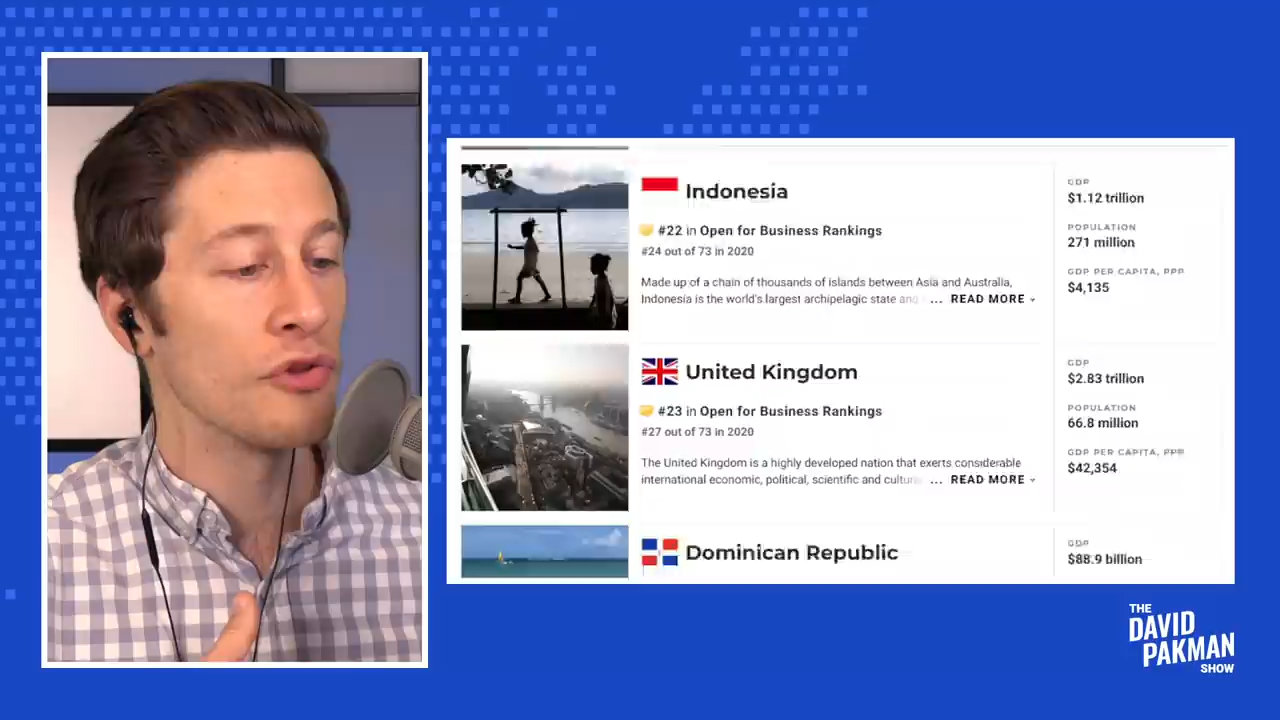 Indonesia
#22 in Open for Business Rankings
#24 out of 73 in 2020
Made up of a chain of thousands of islands between Asia and Australia,
Indonesia is the world's largest archipelagic state and ... READ MORE
GDP
$1.12 trillion
POPULATION
271 million
GDP PER CAPITA, PPP
$4,135
United Kingdom
#23 in Open for Business Rankings
#27 out of 73 in 2020
The United Kingdom is a highly developed nation that exerts considerable
international economic, political, scientific and cultural ... READ MORE
GDP
$2.83 trillion
POPULATION
66.8 million
GDP PER CAPITA, PPP
$42,354
Dominican Republic
GDP
$88.9 billion
THE
DAVID
PAKMAN
SHOW